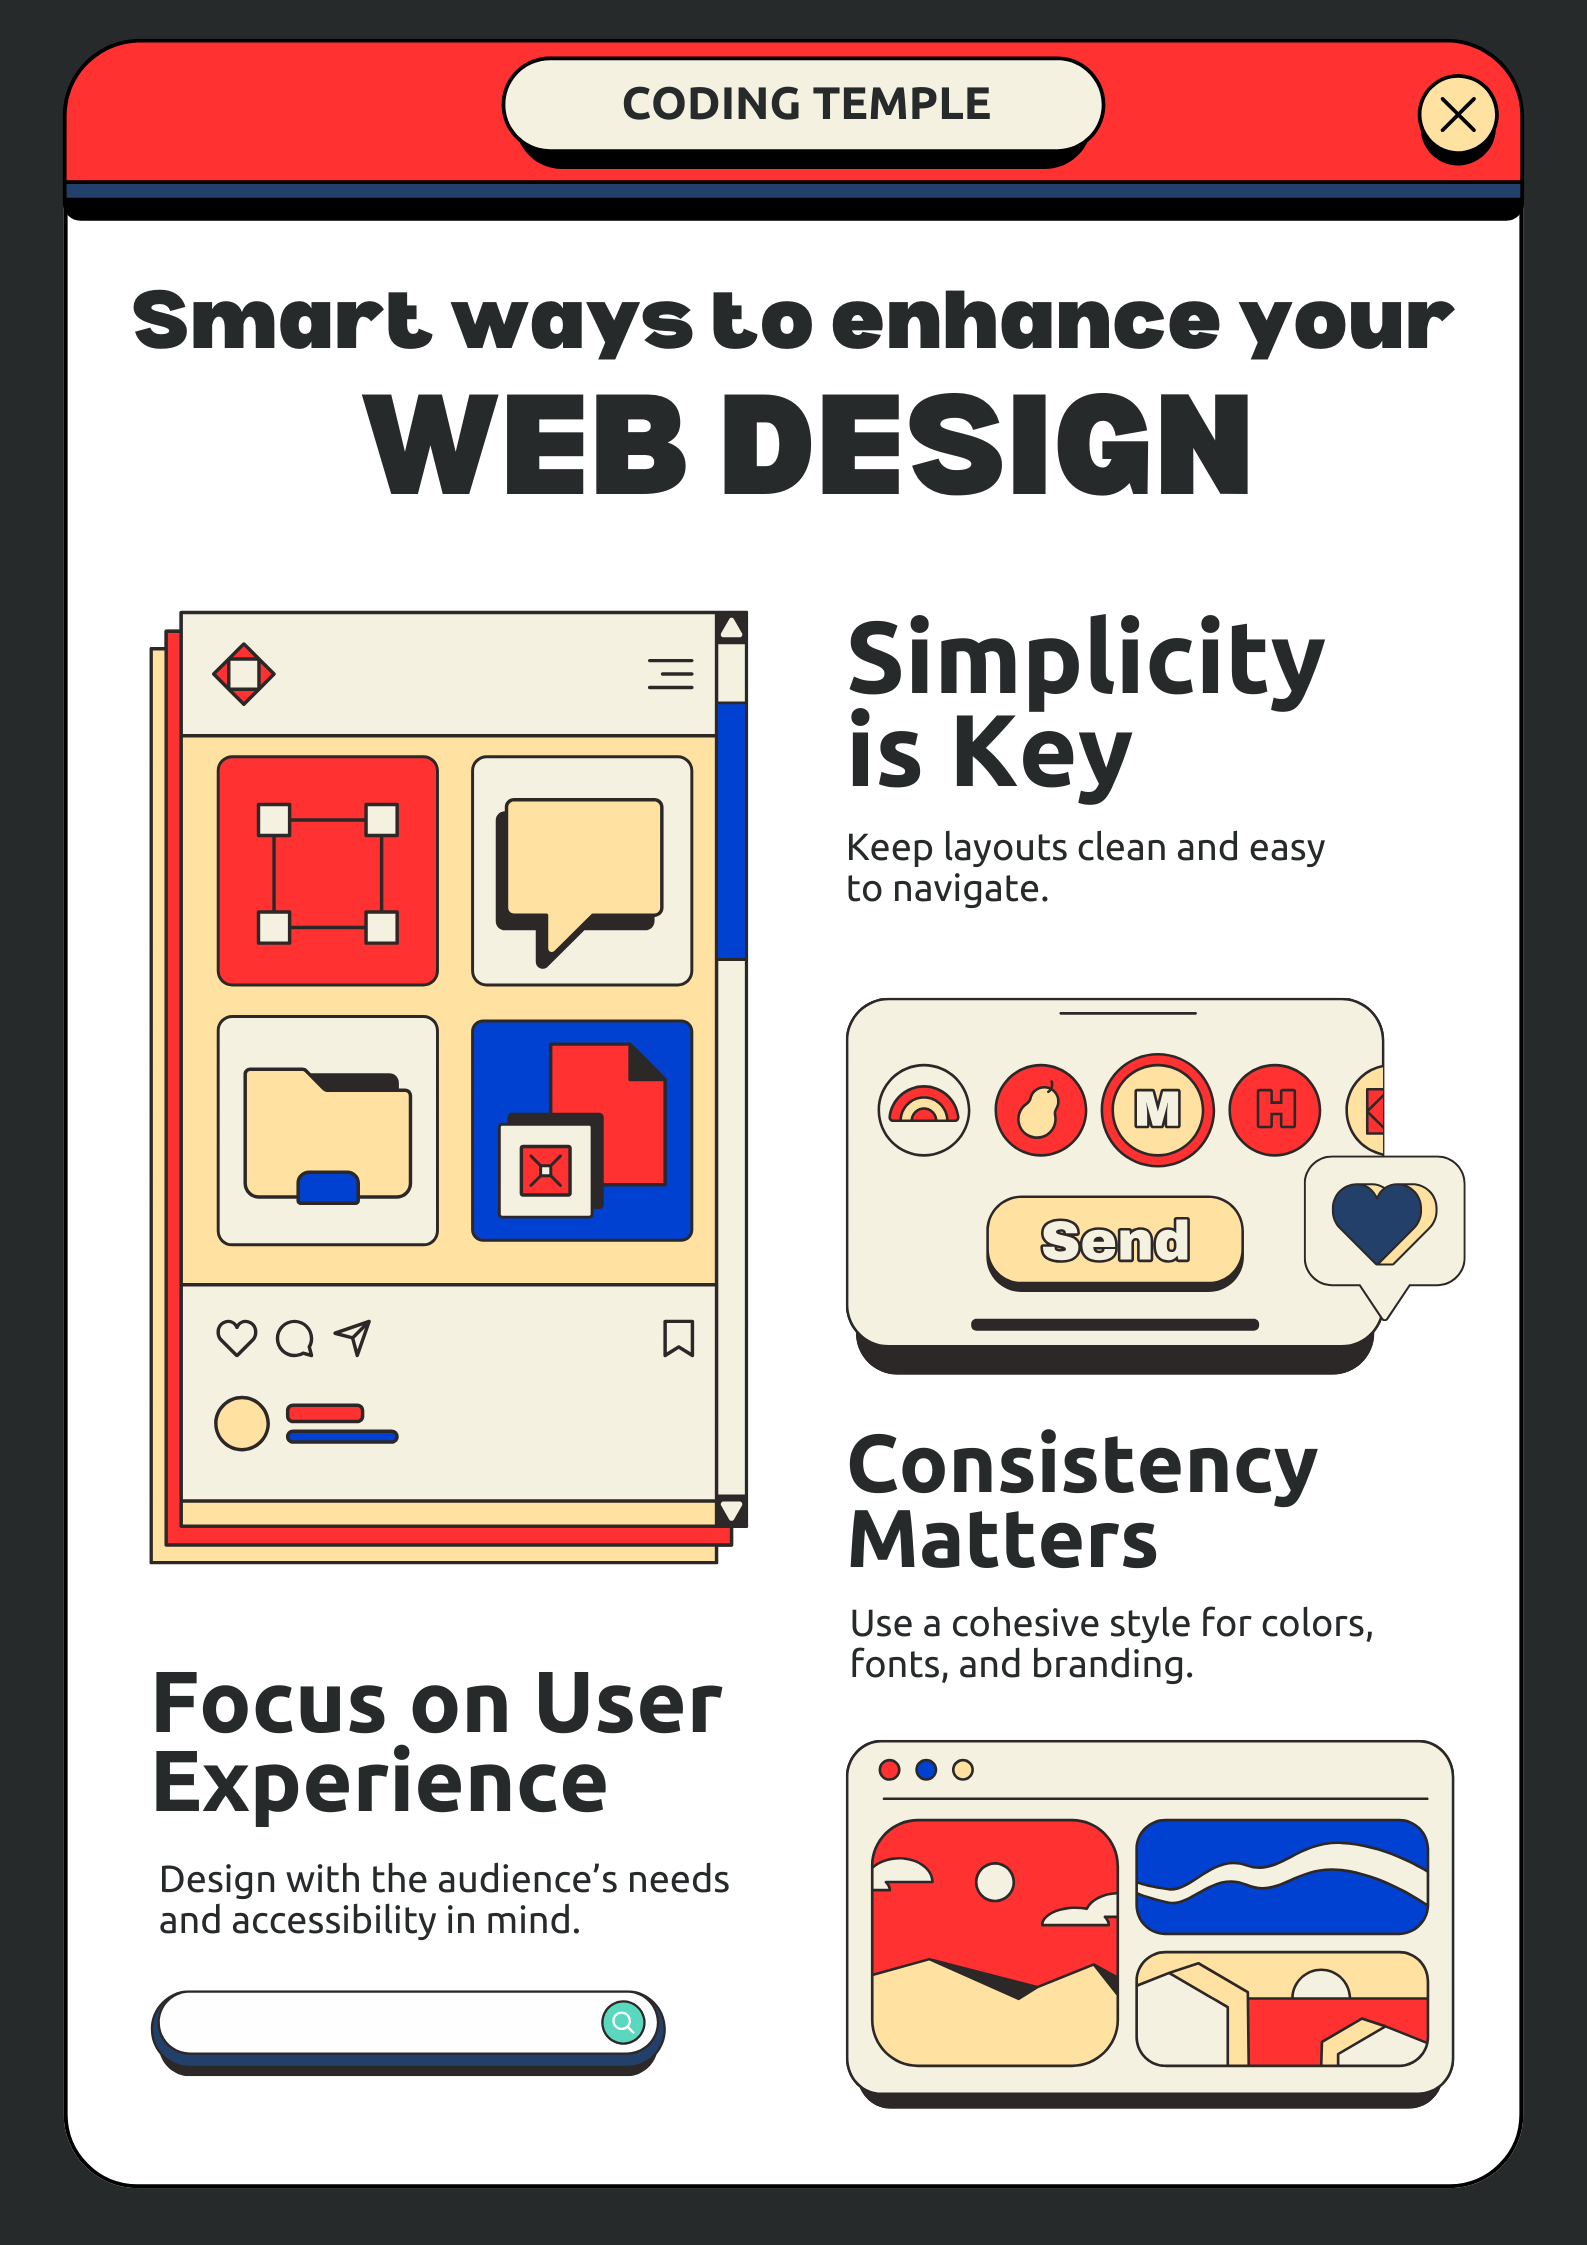 CODING TEMPLE
Smart ways to enhance your
WEB DESIGN
Simplicity
is Key
Keep layouts clean and easy
to navigate.
M
H
Send
Consistency
Matters
Use a cohesive style for colors,
fonts, and branding.
Focus on User
Experience
Design with the audience’s needs
and accessibility in mind.